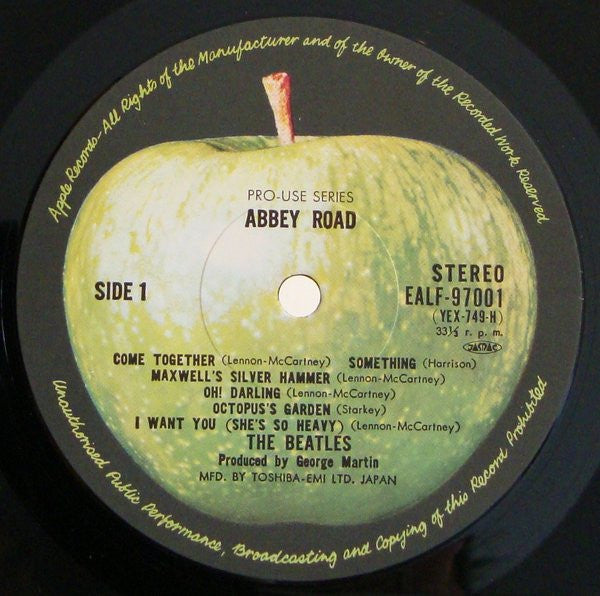 Apple Records-All Rights of the Manufacturer and of the Owner of the Recorded Work Reserved
PRO-USE SERIES
ABBEY ROAD
SIDE 1
STEREO
EALF-97001
(YEX-749-H)
33⅓ r. p. m.
JASRAC
COME TOGETHER (Lennon-McCartney) SOMETHING (Harrison)
MAXWELL'S SILVER HAMMER (Lennon-McCartney)
OH! DARLING (Lennon-McCartney)
OCTOPUS'S GARDEN (Starkey)
I WANT YOU (SHE'S SO HEAVY) (Lennon-McCartney)
THE BEATLES
Produced by George Martin
MFD. BY TOSHIBA-EMI LTD. JAPAN
Unauthorised Public Performance, Broadcasting and Copying of this Record Prohibited